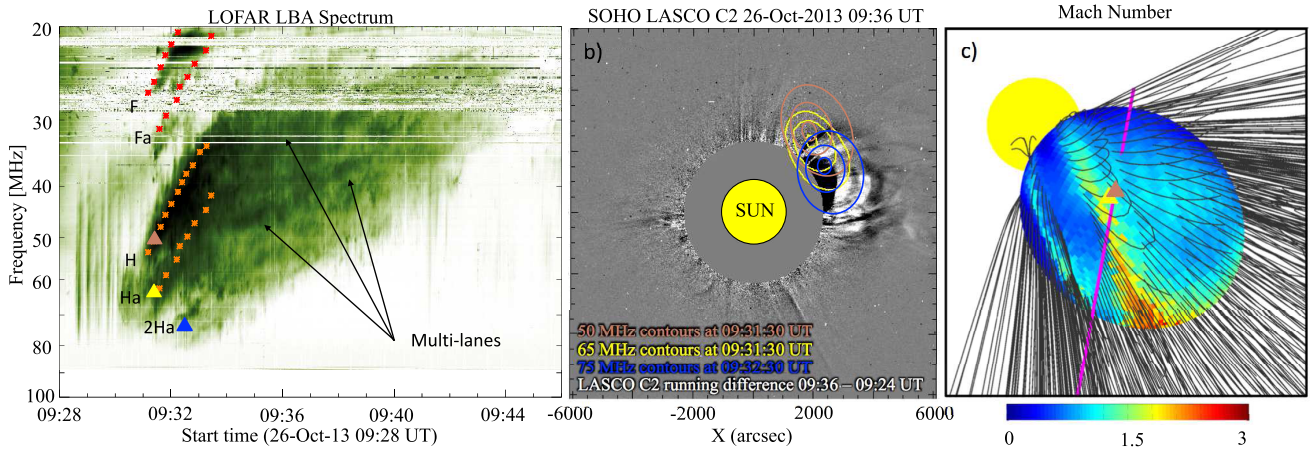 LOFAR LBA Spectrum
20
30
40
50
60
80
100
Frequency [MHz]
F
Fa
H
Ha
2Ha
Multi-lanes
09:28
09:32
09:36
09:40
09:44
Start time (26-Oct-13 09:28 UT)
SOHO LASCO C2 26-Oct-2013 09:36 UT
b)
SUN
50 MHz contours at 09:31:30 UT
65 MHz contours at 09:31:30 UT
75 MHz contours at 09:32:30 UT
LASCO C2 running difference 09:36 – 09:24 UT
-6000
-2000
2000
6000
X (arcsec)
Mach Number
c)
0
1.5
3